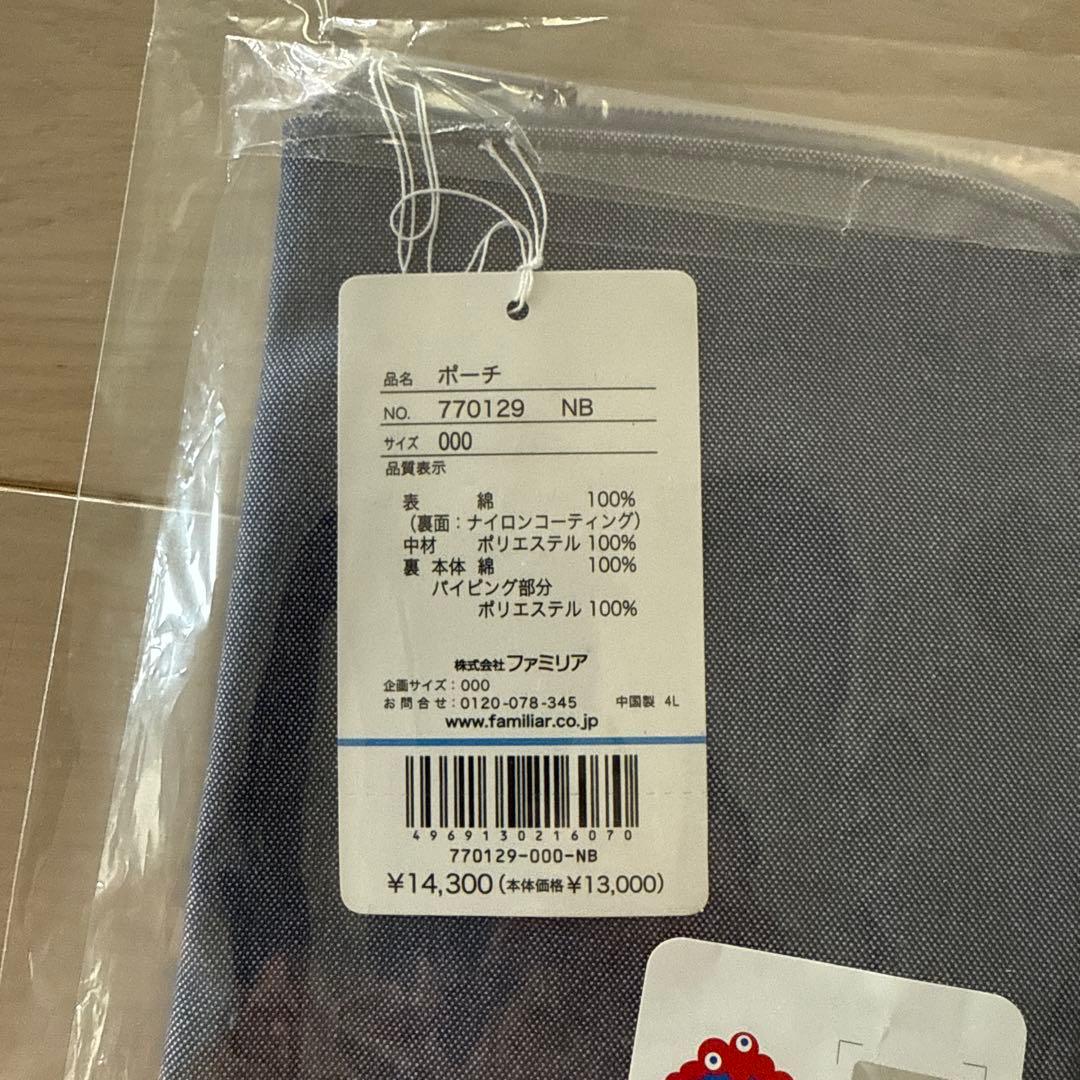 品名 ポーチ
NO. 770129 NB
サイズ 000
品質表示
表 綿 100%
（裏面：ナイロンコーティング）
中材 ポリエステル 100%
裏 本体 綿 100%
パイピング部分
ポリエステル 100%
株式会社ファミリア
企画サイズ：000
お問合せ：0120-078-345 中国製 4L
www.familiar.co.jp
4969130216070
770129-000-NB
¥14,300（本体価格¥13,000）